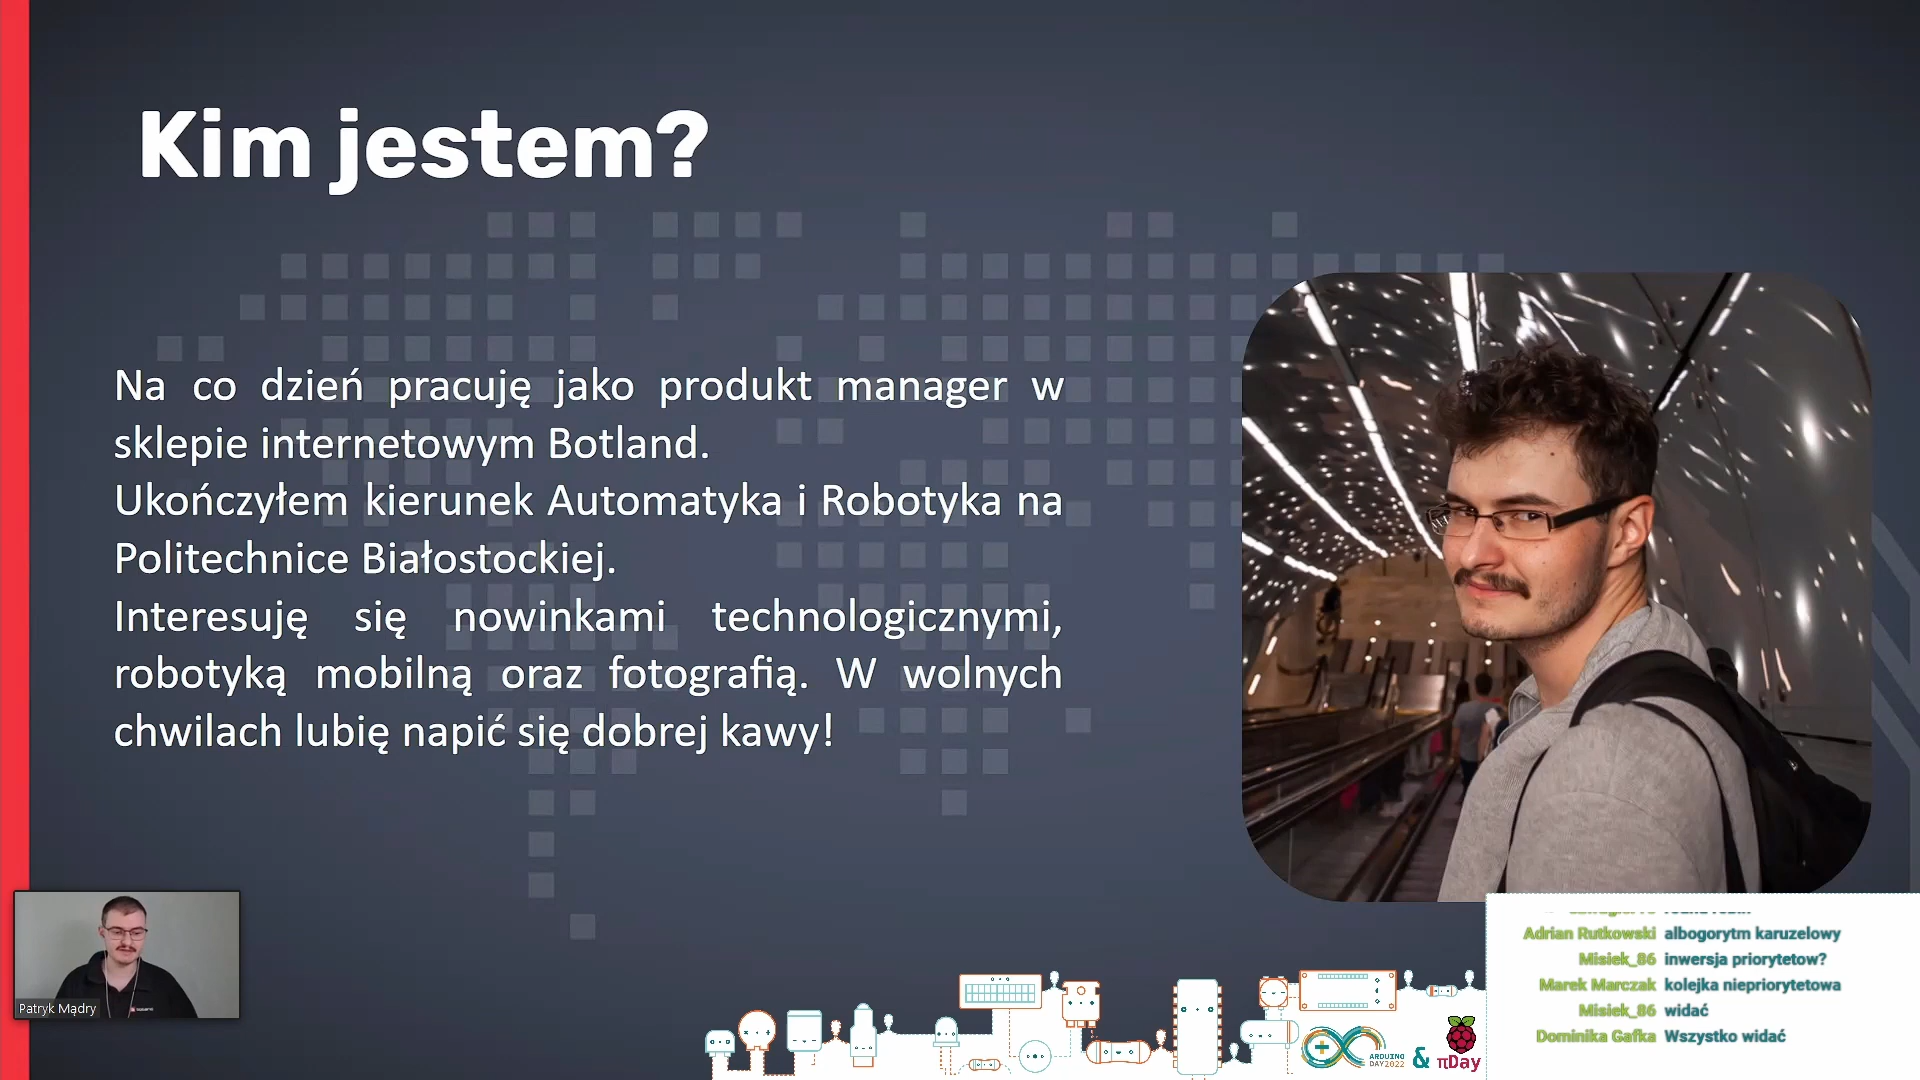 Kim jestem?
Na co dzień pracuję jako produkt manager w
sklepie internetowym Botland.
Ukończyłem kierunek Automatyka i Robotyka na
Politechnice Białostockiej.
Interesuję się nowinkami technologicznymi,
robotyką mobilną oraz fotografią. W wolnych
chwilach lubię napić się dobrej kawy!
Patryk Mądry
ARDUINO
DAY2022
&
πDay
Adrian Rutkowski albogorytm karuzelowy
Misiek_86 inwersja priorytetow?
Marek Marczak kolejka niepriorytetowa
Misiek_86 widać
Dominika Gafka Wszystko widać